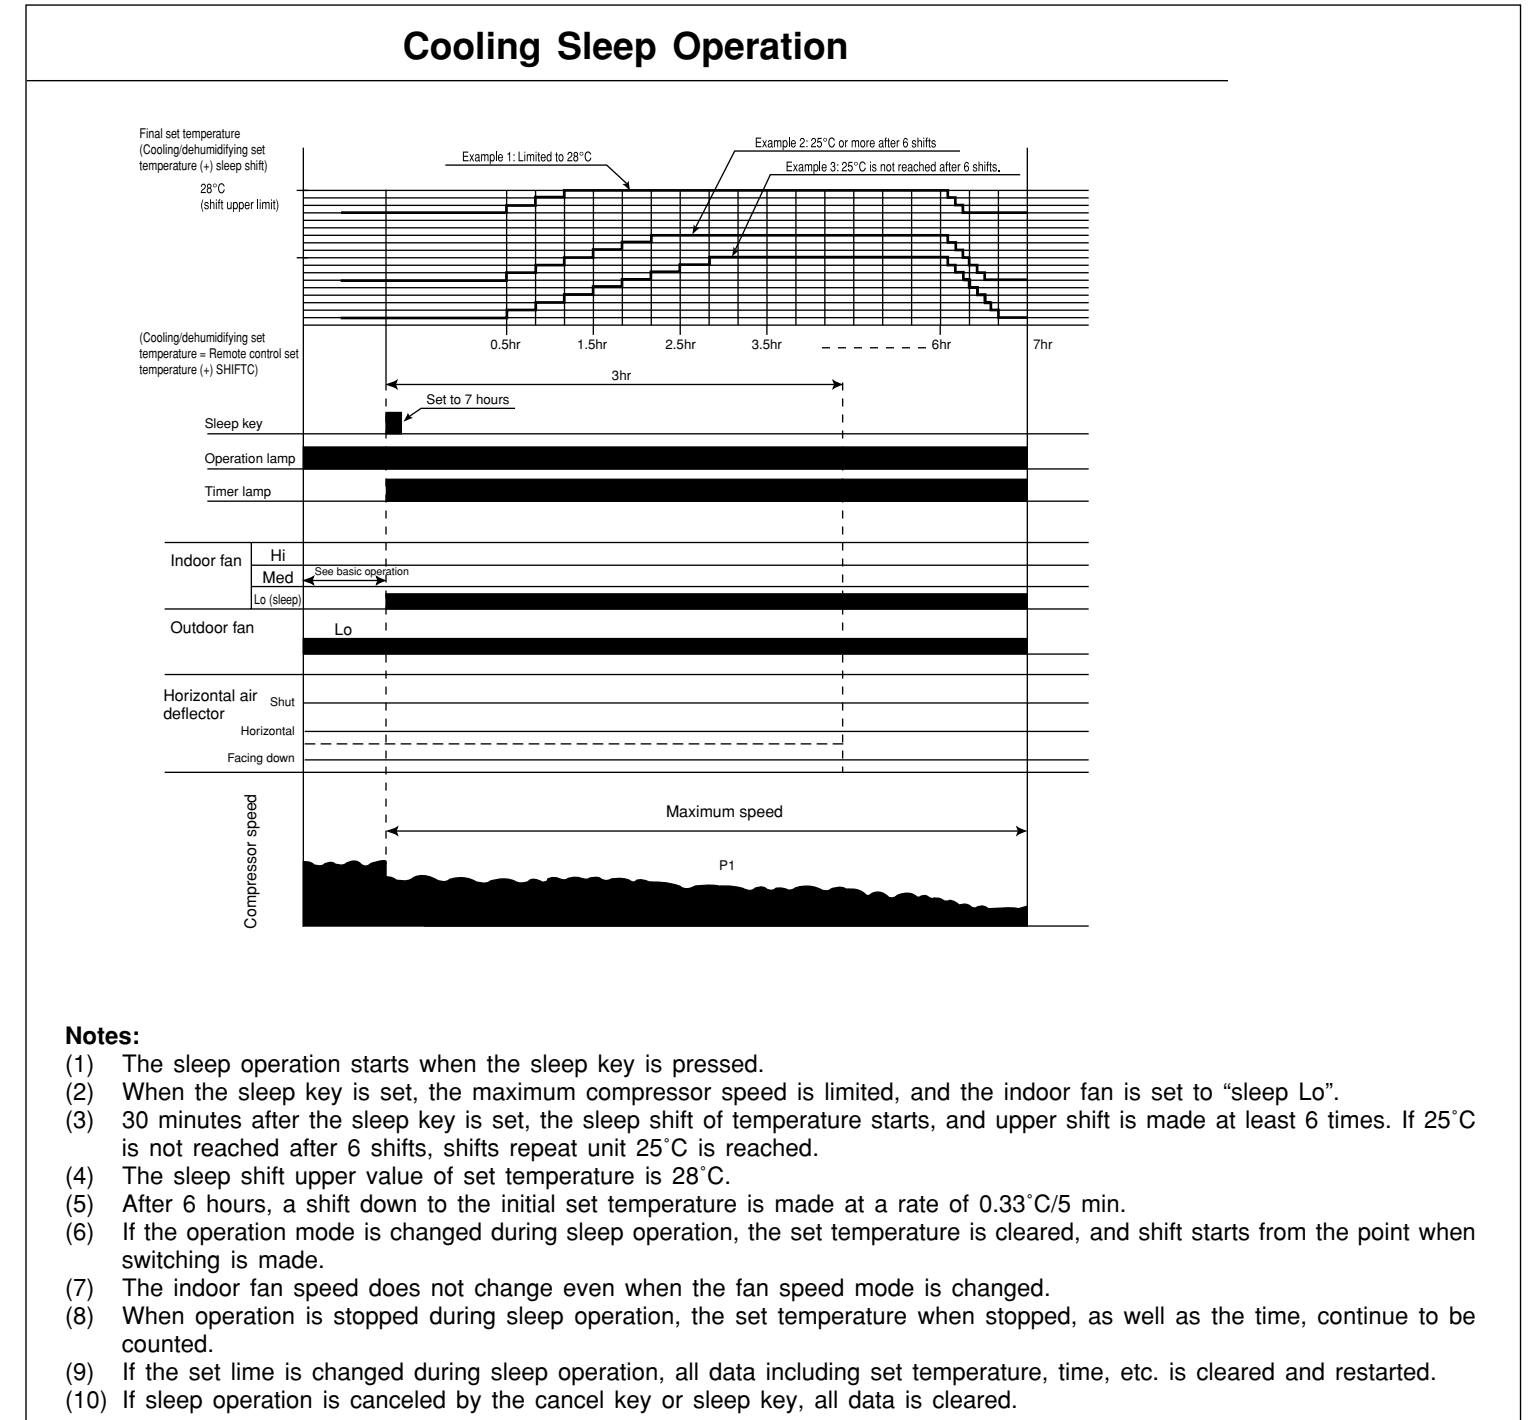 Cooling Sleep Operation
Final set temperature
(Cooling/dehumidifying set
temperature (+) sleep shift)
28°C
(shift upper limit)
Example 1: Limited to 28°C
Example 2: 25°C or more after 6 shifts
Example 3: 25°C is not reached after 6 shifts.
(Cooling/dehumidifying set
temperature = Remote control set
temperature (+) SHIFTC)
0.5hr 1.5hr 2.5hr 3.5hr 6hr 7hr
3hr
Set to 7 hours
Sleep key
Operation lamp
Timer lamp
Indoor fan
Hi
Med
See basic operation
Lo (sleep)
Outdoor fan
Lo
Horizontal air
deflector
Shut
Horizontal
Facing down
Compressor speed
Maximum speed
P1
Notes:
(1) The sleep operation starts when the sleep key is pressed.
(2) When the sleep key is set, the maximum compressor speed is limited, and the indoor fan is set to “sleep Lo”.
(3) 30 minutes after the sleep key is set, the sleep shift of temperature starts, and upper shift is made at least 6 times. If 25˚C
is not reached after 6 shifts, shifts repeat unit 25˚C is reached.
(4) The sleep shift upper value of set temperature is 28˚C.
(5) After 6 hours, a shift down to the initial set temperature is made at a rate of 0.33˚C/5 min.
(6) If the operation mode is changed during sleep operation, the set temperature is cleared, and shift starts from the point when
switching is made.
(7) The indoor fan speed does not change even when the fan speed mode is changed.
(8) When operation is stopped during sleep operation, the set temperature when stopped, as well as the time, continue to be
counted.
(9) If the set lime is changed during sleep operation, all data including set temperature, time, etc. is cleared and restarted.
(10) If sleep operation is canceled by the cancel key or sleep key, all data is cleared.